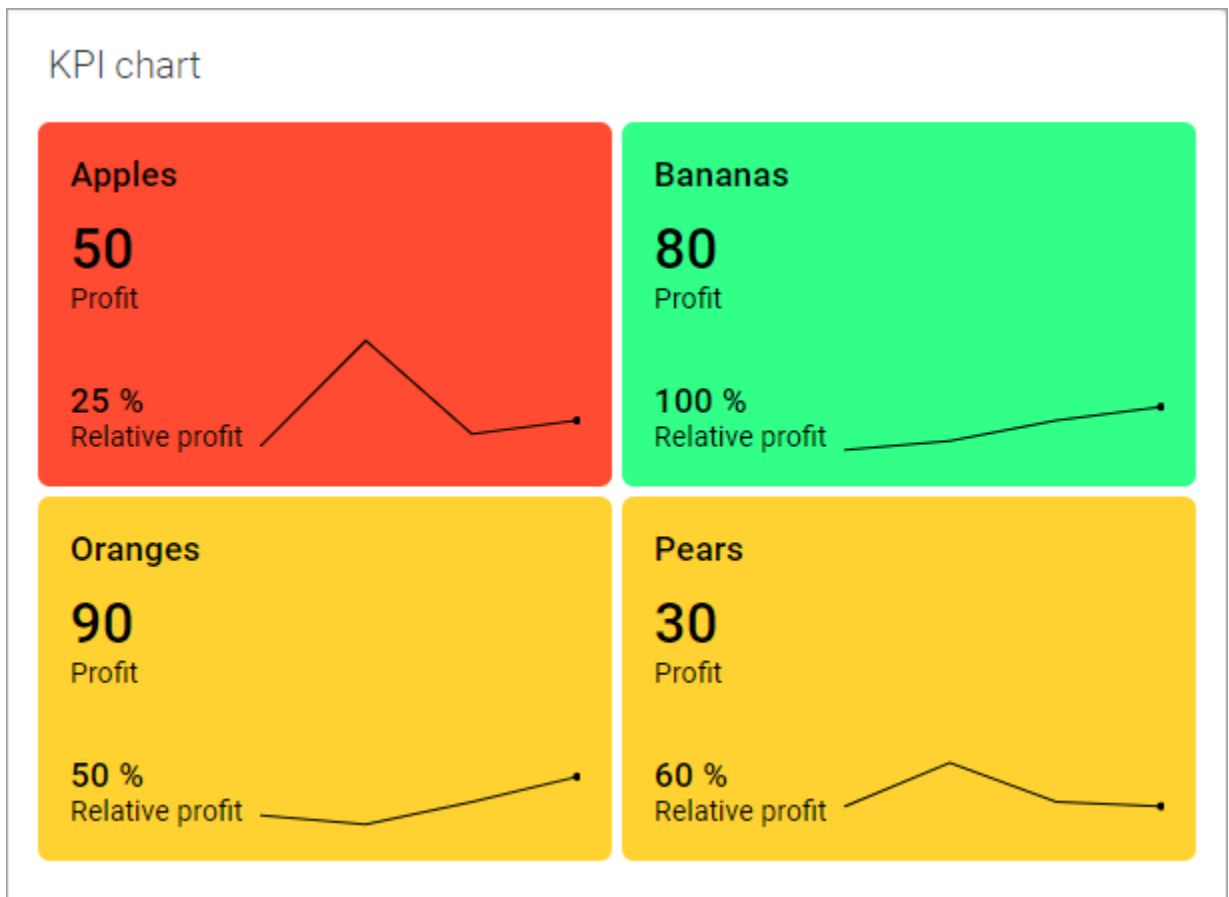 KPI chart
Apples
50
Profit
25 %
Relative profit
Bananas
80
Profit
100 %
Relative profit
Oranges
90
Profit
50 %
Relative profit
Pears
30
Profit
60 %
Relative profit